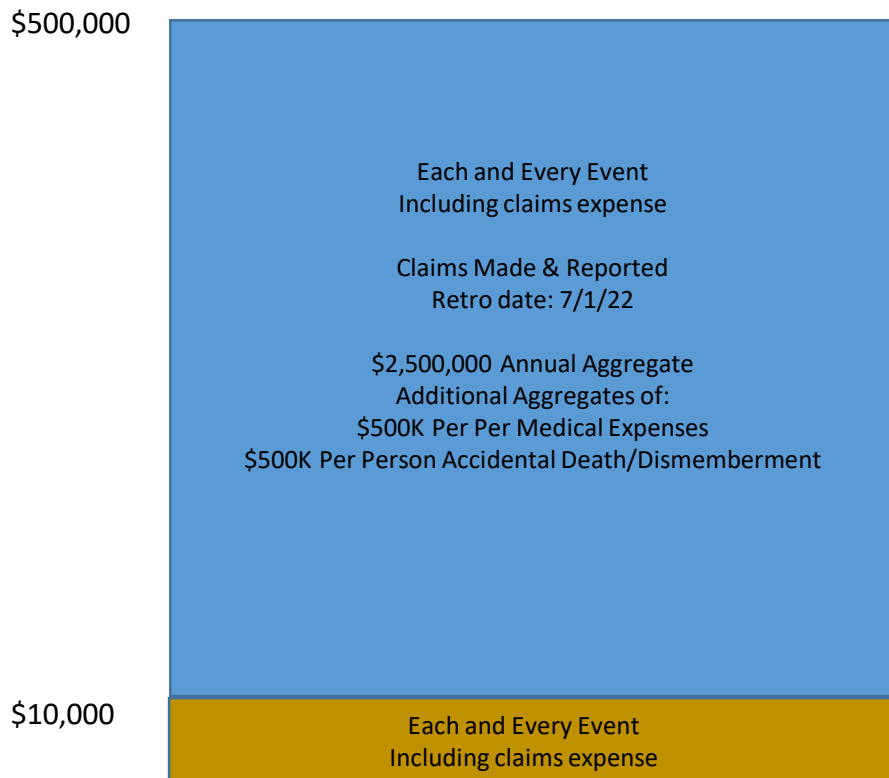 $500,000
Each and Every Event
Including claims expense
Claims Made & Reported
Retro date: 7/1/22
$2,500,000 Annual Aggregate
Additional Aggregates of:
$500K Per Per Medical Expenses
$500K Per Person Accidental Death/Dismemberment
$10,000
Each and Every Event
Including claims expense